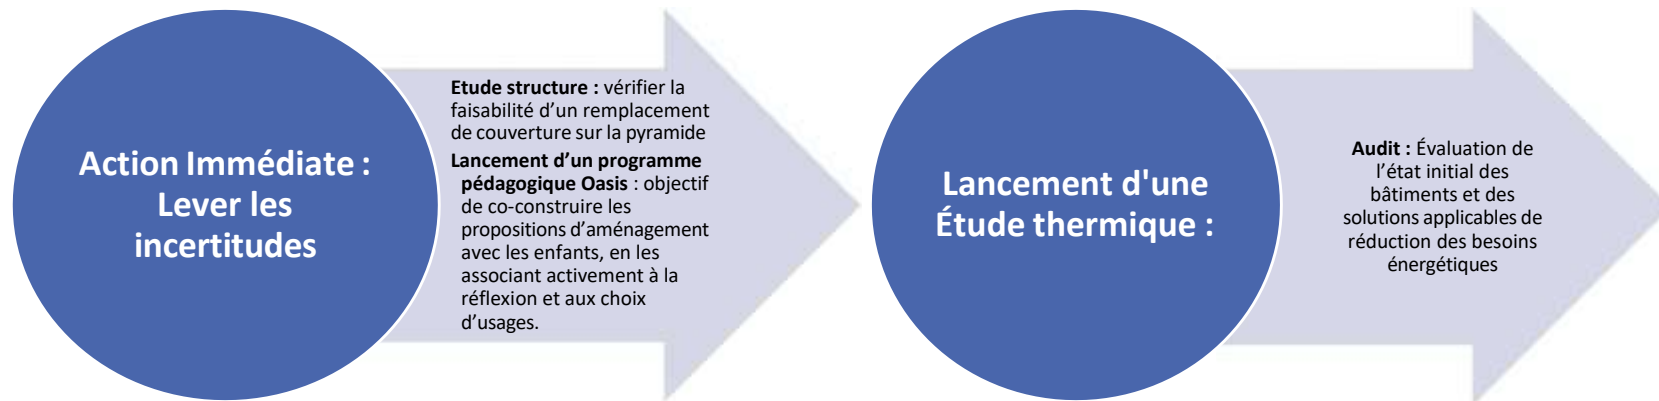 Action Immédiate :
Lever les
incertitudes
Etude structure : vérifier la
faisabilité d’un remplacement
de couverture sur la pyramide
Lancement d’un programme
pédagogique Oasis : objectif
de co-construire les
propositions d’aménagement
avec les enfants, en les
associant activement à la
réflexion et aux choix
d’usages.
Lancement d'une
Étude thermique :
Audit : Évaluation de
l’état initial des
bâtiments et des
solutions applicables de
réduction des besoins
énergétiques